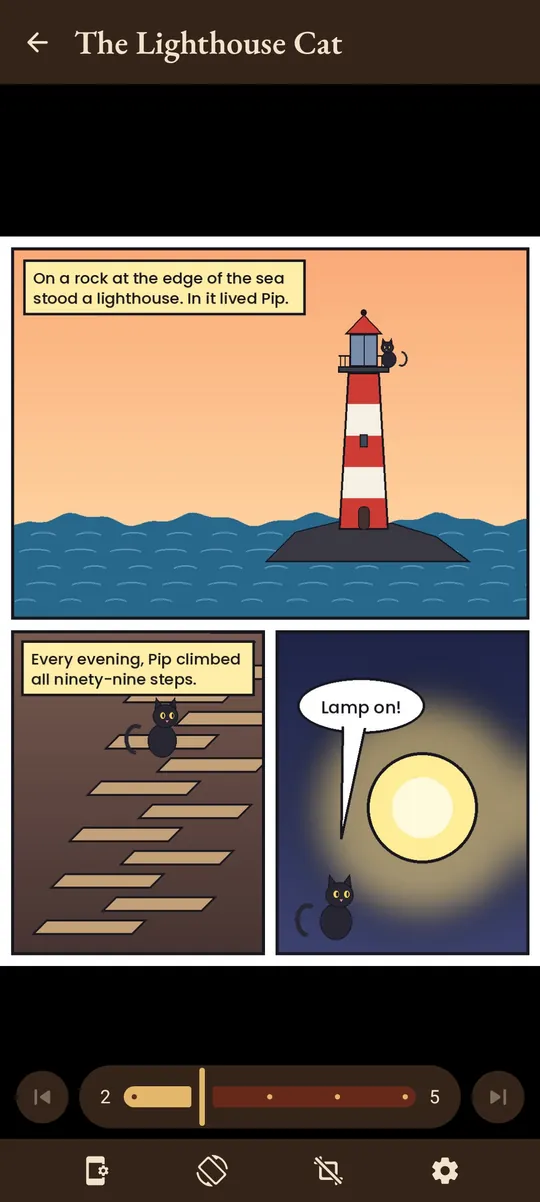 The Lighthouse Cat
On a rock at the edge of the sea
stood a lighthouse. In it lived Pip.
Every evening, Pip climbed
all ninety-nine steps.
Lamp on!
2
5